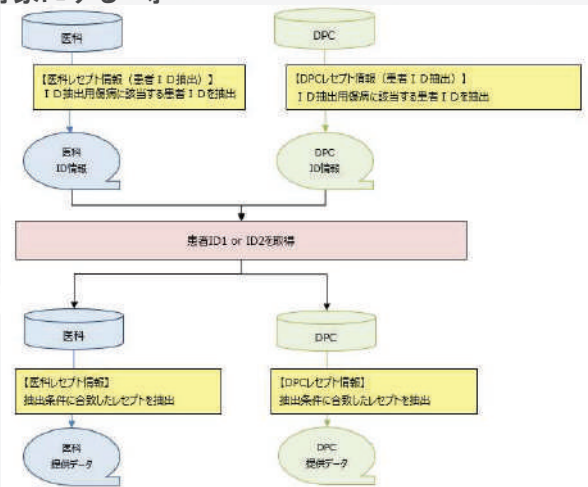 医科
DPC
【医科レセプト情報（患者ＩＤ抽出）】
ＩＤ抽出用傷病に該当する患者ＩＤを抽出
【DPCレセプト情報（患者ＩＤ抽出）】
ＩＤ抽出用傷病に該当する患者ＩＤを抽出
医科
ID情報
DPC
ID情報
患者ID1 or ID2を取得
医科
DPC
【医科レセプト情報】
抽出条件に合致したレセプトを抽出
【DPCレセプト情報】
抽出条件に合致したレセプトを抽出
医科
提供データ
DPC
提供データ